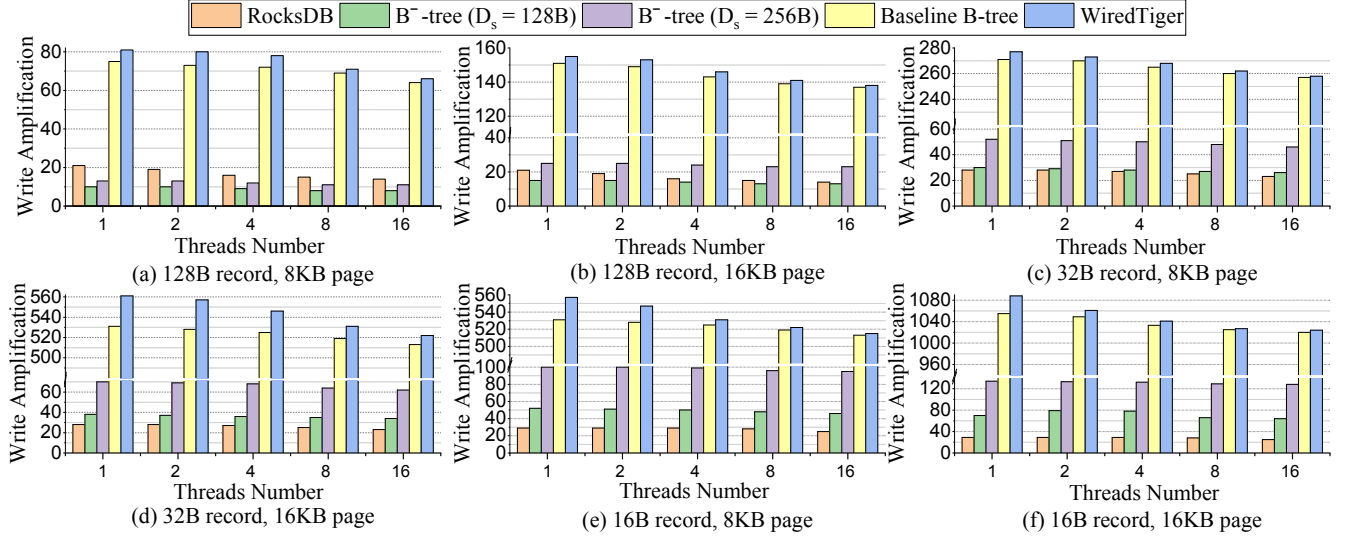 RocksDB B⁻-tree (Dₛ = 128B) B⁻-tree (Dₛ = 256B) Baseline B-tree WiredTiger
Write Amplification
80
60
40
20
0
1 2 4 8 16
Threads Number
(a) 128B record, 8KB page
Write Amplification
160
140
120
40
20
0
1 2 4 8 16
Threads Number
(b) 128B record, 16KB page
Write Amplification
280
260
240
60
40
20
0
1 2 4 8 16
Threads Number
(c) 32B record, 8KB page
Write Amplification
560
540
520
500
60
40
20
0
1 2 4 8 16
Threads Number
(d) 32B record, 16KB page
Write Amplification
560
540
520
500
100
80
60
40
20
0
1 2 4 8 16
Threads Number
(e) 16B record, 8KB page
Write Amplification
1080
1040
1000
960
120
80
40
0
1 2 4 8 16
Threads Number
(f) 16B record, 16KB page